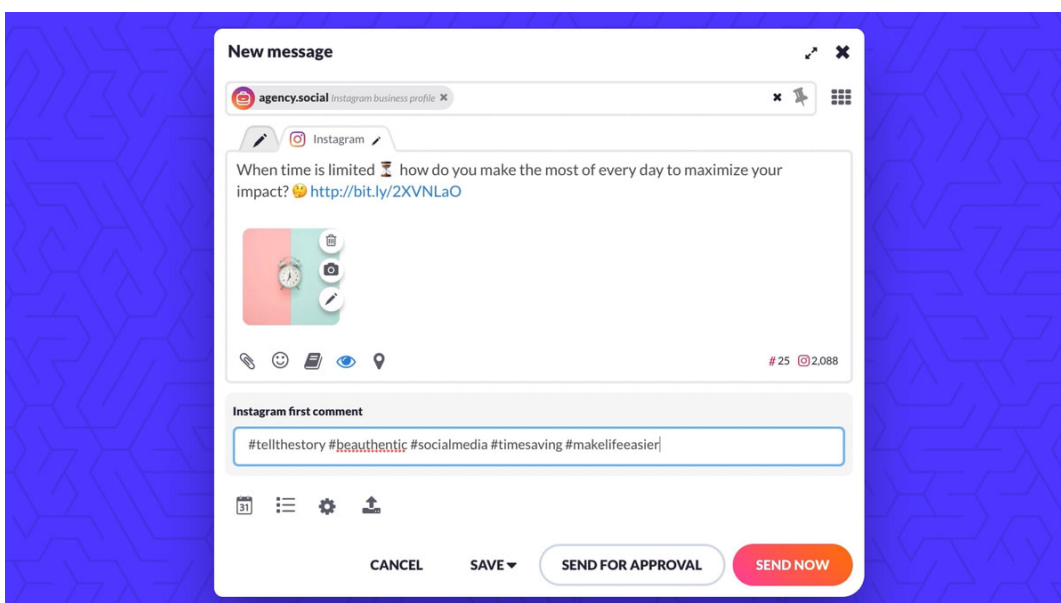 New message
agency.social Instagram business profile
Instagram
When time is limited ⏳ how do you make the most of every day to maximize your
impact? 🤔 http://bit.ly/2XVNLaO
#25 2,088
Instagram first comment
#tellthestory #beauthentic #socialmedia #timesaving #makelifeeasier
31
CANCEL SAVE SEND FOR APPROVAL SEND NOW